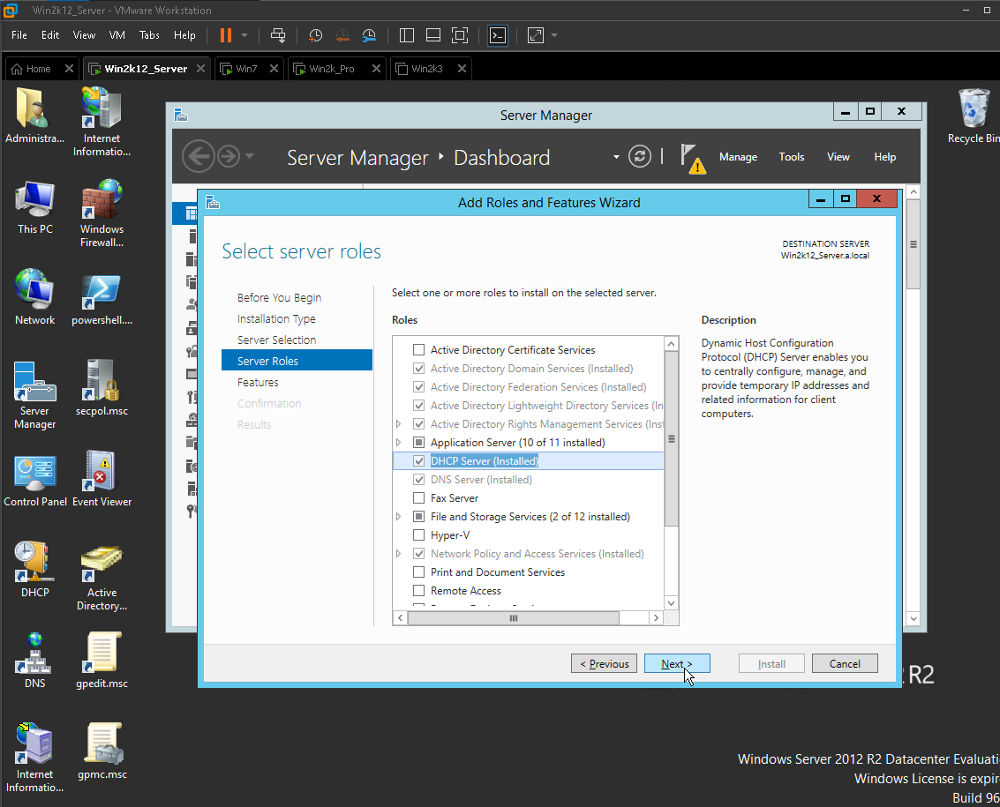 Win2k12_Server - VMware Workstation
File Edit View VM Tabs Help
Home Win2k12_Server Win7 Win2k_Pro Win2k3
Administra...
Internet
Informatio...
This PC
Windows
Firewall...
Network
powershell....
Server
Manager
secpol.msc
Control Panel
Event Viewer
DHCP
Active
Directory...
DNS
gpedit.msc
Internet
Informatio...
gpmc.msc
Recycle Bin
Server Manager
Server Manager Dashboard
Manage Tools View Help
Add Roles and Features Wizard
Select server roles
DESTINATION SERVER
Win2k12_Server.a.local
Before You Begin
Installation Type
Server Selection
Server Roles
Features
Confirmation
Results
Select one or more roles to install on the selected server.
Roles
Active Directory Certificate Services
Active Directory Domain Services (Installed)
Active Directory Federation Services (Installed)
Active Directory Lightweight Directory Services (In
Active Directory Rights Management Services (Inst
Application Server (10 of 11 installed)
DHCP Server (Installed)
DNS Server (Installed)
Fax Server
File and Storage Services (2 of 12 installed)
Hyper-V
Network Policy and Access Services (Installed)
Print and Document Services
Remote Access
Description
Dynamic Host Configuration
Protocol (DHCP) Server enables you
to centrally configure, manage, and
provide temporary IP addresses and
related information for client
computers.
< Previous Next > Install Cancel
R2
Windows Server 2012 R2 Datacenter Evaluati
Windows License is expir
Build 96